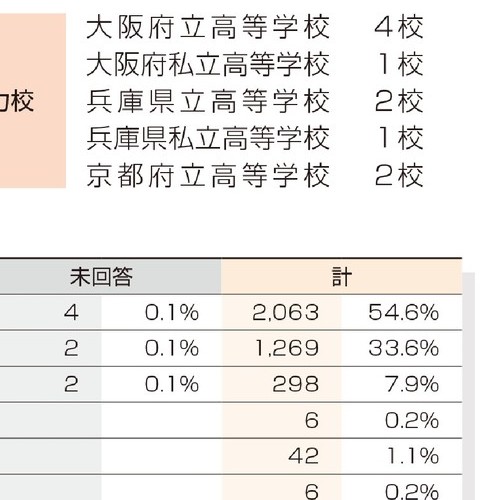 大阪府立高等学校 4校
大阪府私立高等学校 1校
力校 兵庫県立高等学校 2校
兵庫県私立高等学校 1校
京都府立高等学校 2校
未回答 計
4 0.1% 2,063 54.6%
2 0.1% 1,269 33.6%
2 0.1% 298 7.9%
6 0.2%
42 1.1%
6 0.2%